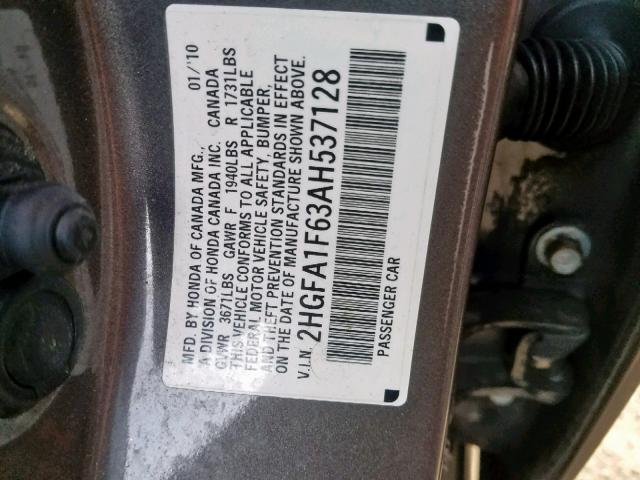 MFD. BY HONDA OF CANADA MFG., 01/'10
A DIVISION OF HONDA CANADA INC. CANADA
GVWR 3671LBS GAWR F 1940LBS R 1731LBS
THIS VEHICLE CONFORMS TO ALL APPLICABLE
FEDERAL MOTOR VEHICLE SAFETY, BUMPER,
AND THEFT PREVENTION STANDARDS IN EFFECT
ON THE DATE OF MANUFACTURE SHOWN ABOVE.
V.I.N. 2HGFA1F63AH537128
PASSENGER CAR